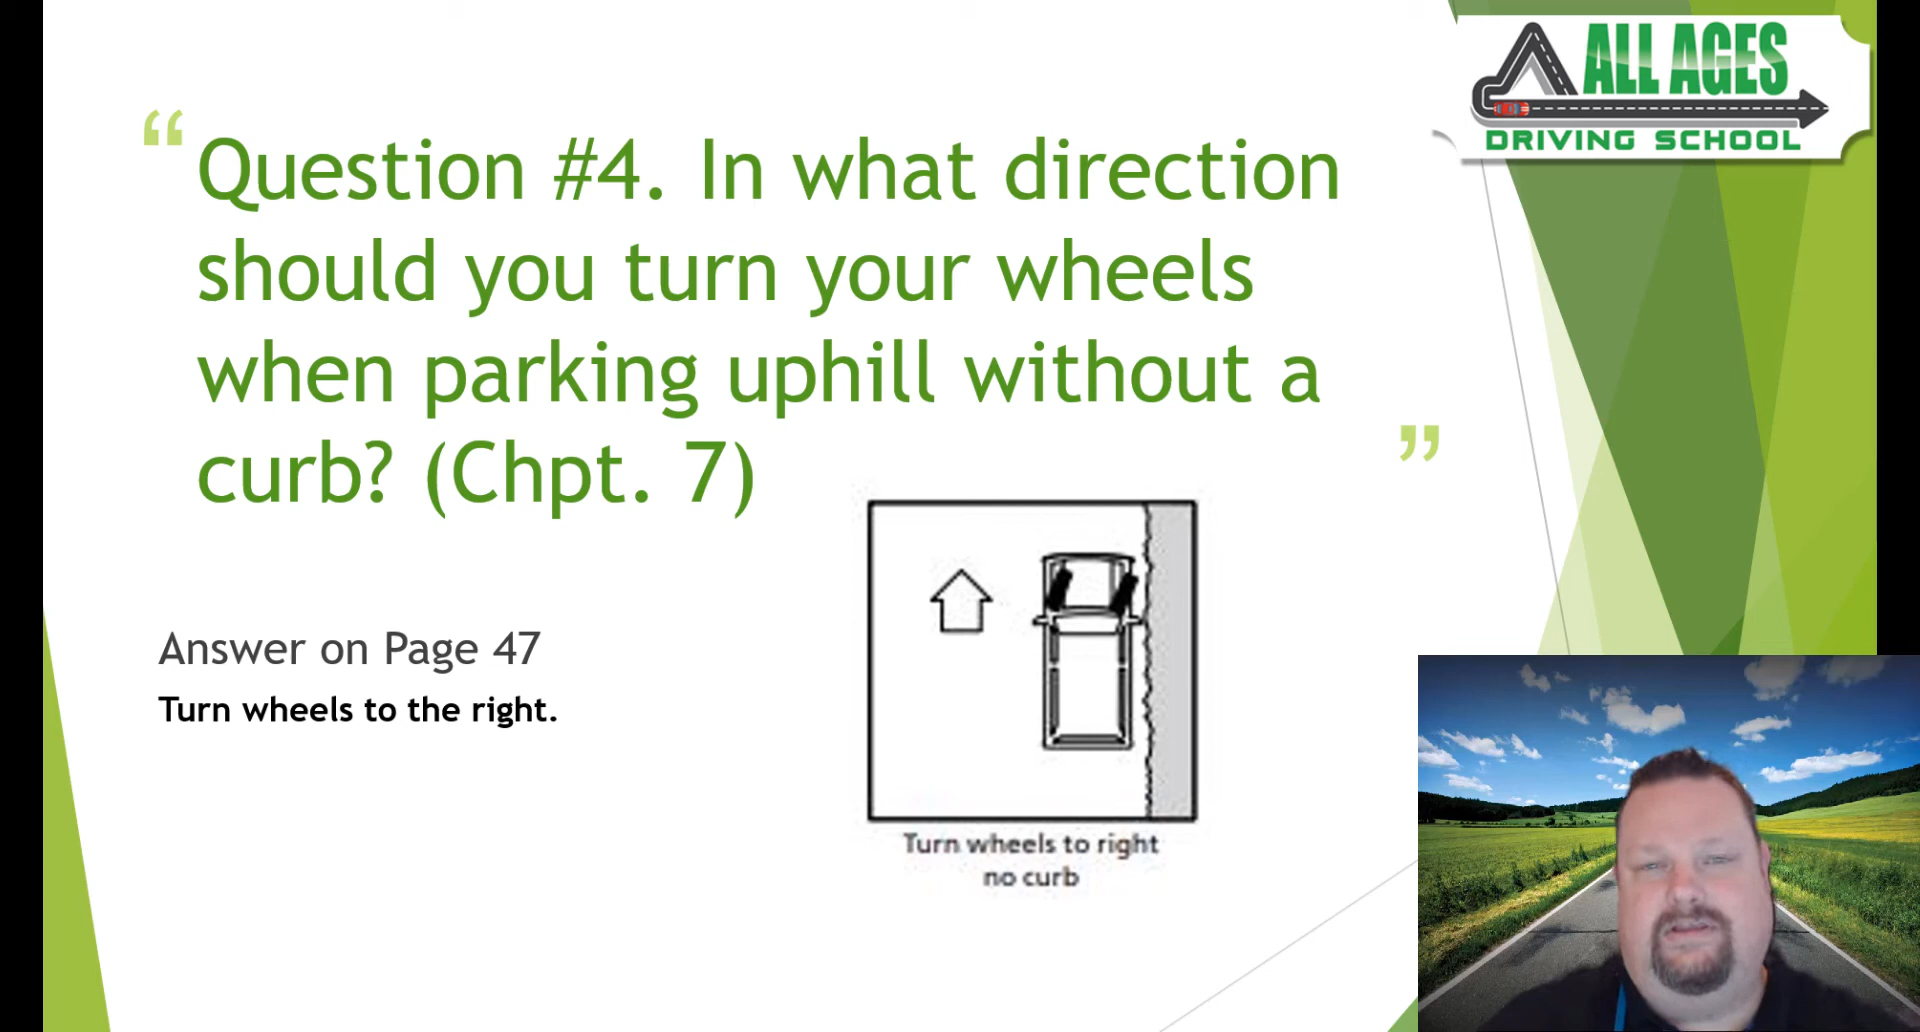 ALL AGES
DRIVING SCHOOL
“Question #4. In what direction
should you turn your wheels
when parking uphill without a
curb? (Chpt. 7)”
Answer on Page 47
Turn wheels to the right.
Turn wheels to right
no curb